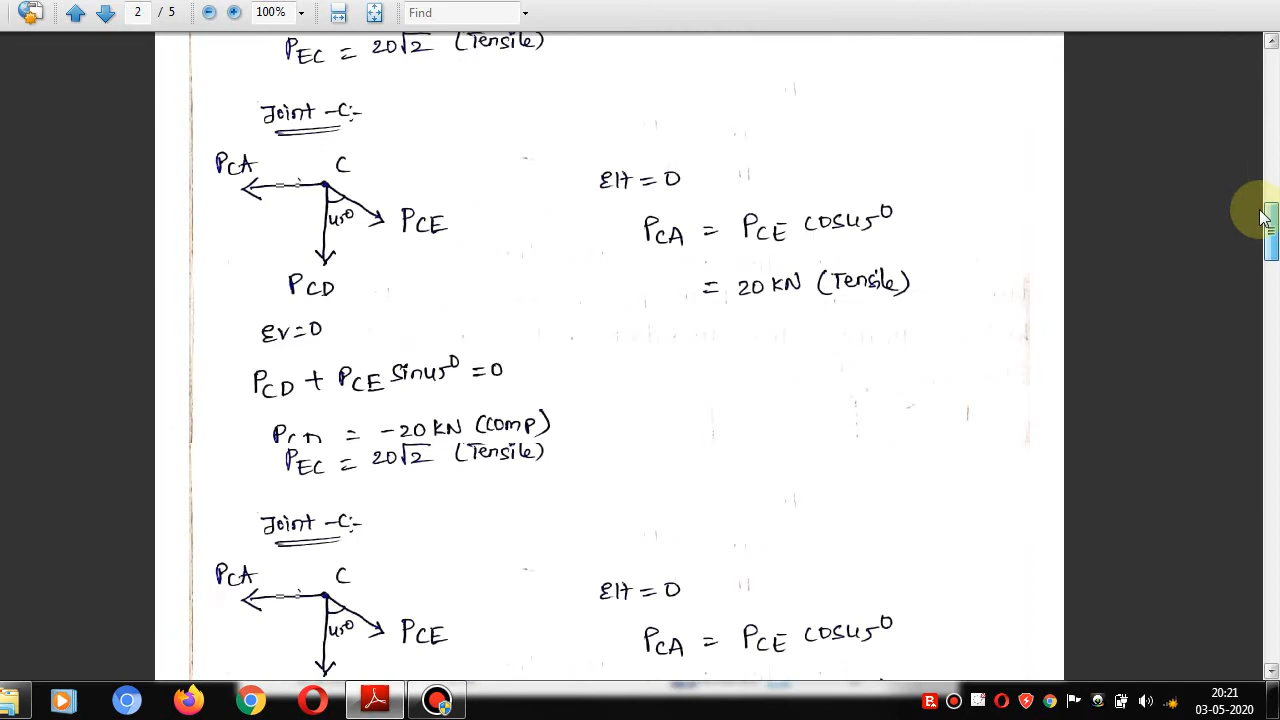 2 / 5 100% Find
PEC = 20√2 (Tensile)
Joint -C:-
PCA C
45° PCE
PCD
ΣH = 0
PCA = PCE cos45°
= 20 KN (Tensile)
ΣV = 0
PCD + PCE sin45° = 0
PCD = -20 KN (comp)
PEC = 20√2 (Tensile)
Joint -C:-
PCA C
45° PCE
ΣH = 0
PCA = PCE cos45°
20:21
03-05-2020